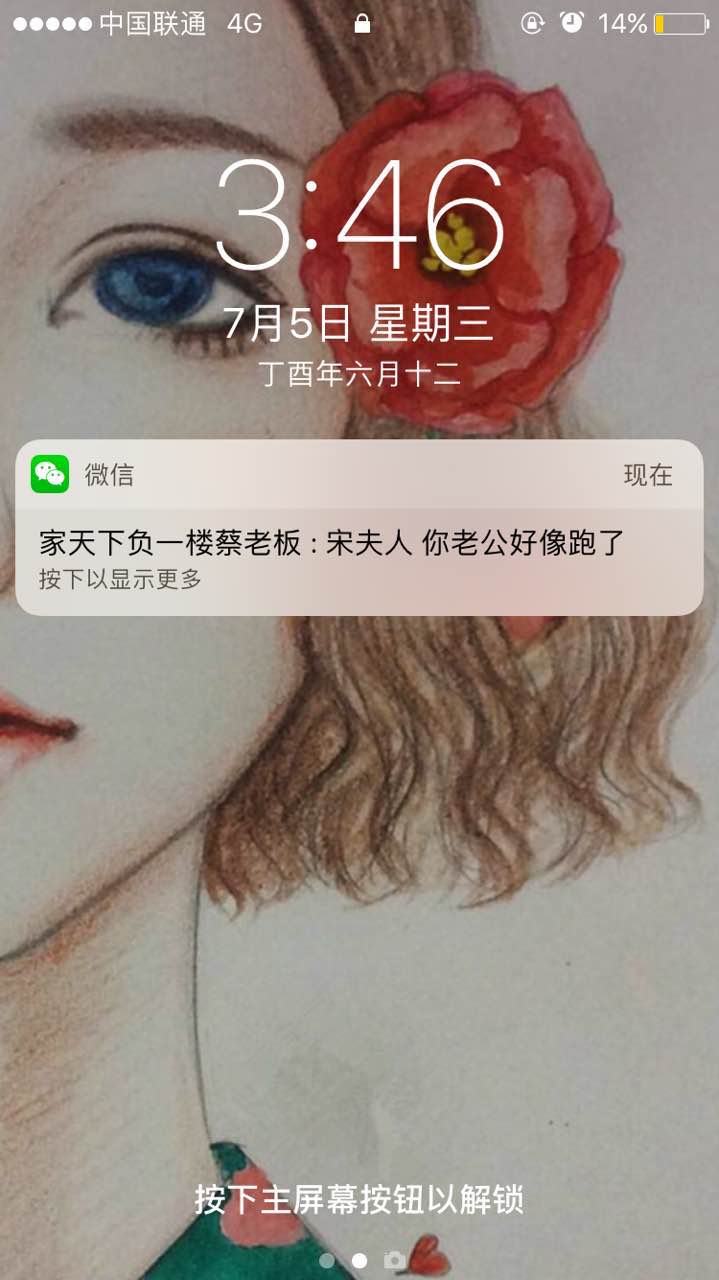 中国联通 4G 14%
3:46
7月5日 星期三
丁酉年六月十二
微信 现在
家天下负一楼蔡老板 : 宋夫人 你老公好像跑了
按下以显示更多
按下主屏幕按钮以解锁